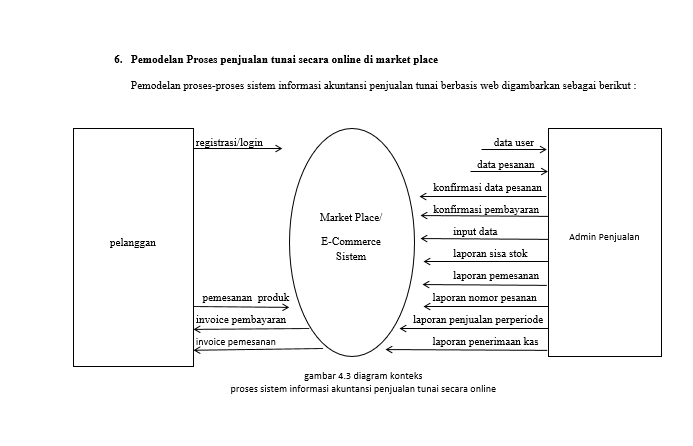 6. Pemodelan Proses penjualan tunai secara online di market place
Pemodelan proses-proses sistem informasi akuntansi penjualan tunai berbasis web digambarkan sebagai berikut :
pelanggan
registrasi/login
pemesanan produk
invoice pembayaran
invoice pemesanan
Market Place/
E-Commerce
Sistem
data user
data pesanan
konfirmasi data pesanan
konfirmasi pembayaran
input data
laporan sisa stok
laporan pemesanan
laporan nomor pesanan
laporan penjualan perperiode
laporan penerimaan kas
Admin Penjualan
gambar 4.3 diagram konteks
proses sistem informasi akuntansi penjualan tunai secara online